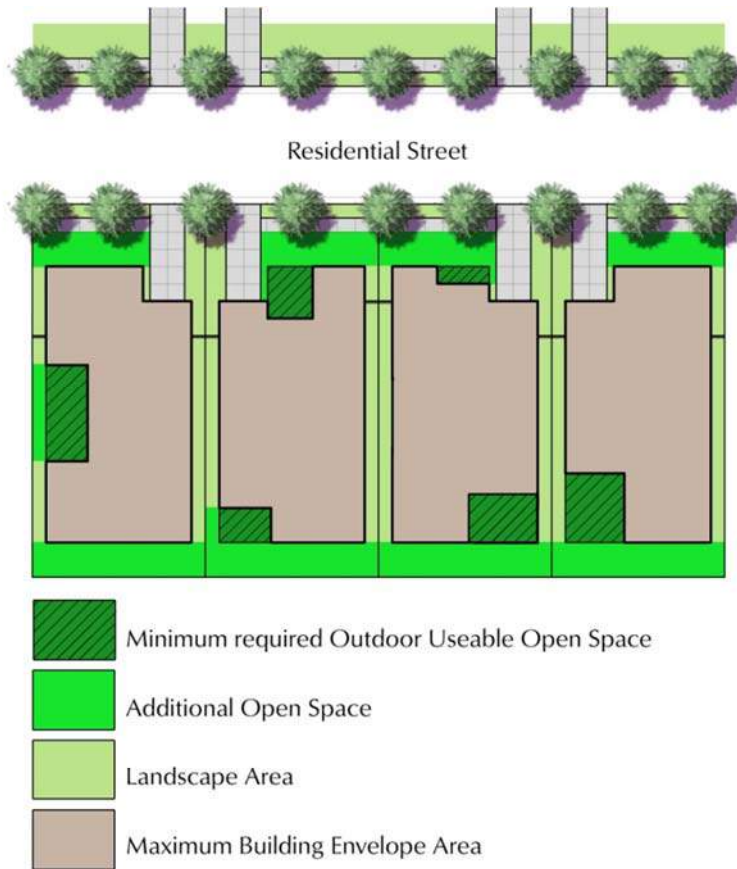 Residential Street
Minimum required Outdoor Useable Open Space
Additional Open Space
Landscape Area
Maximum Building Envelope Area